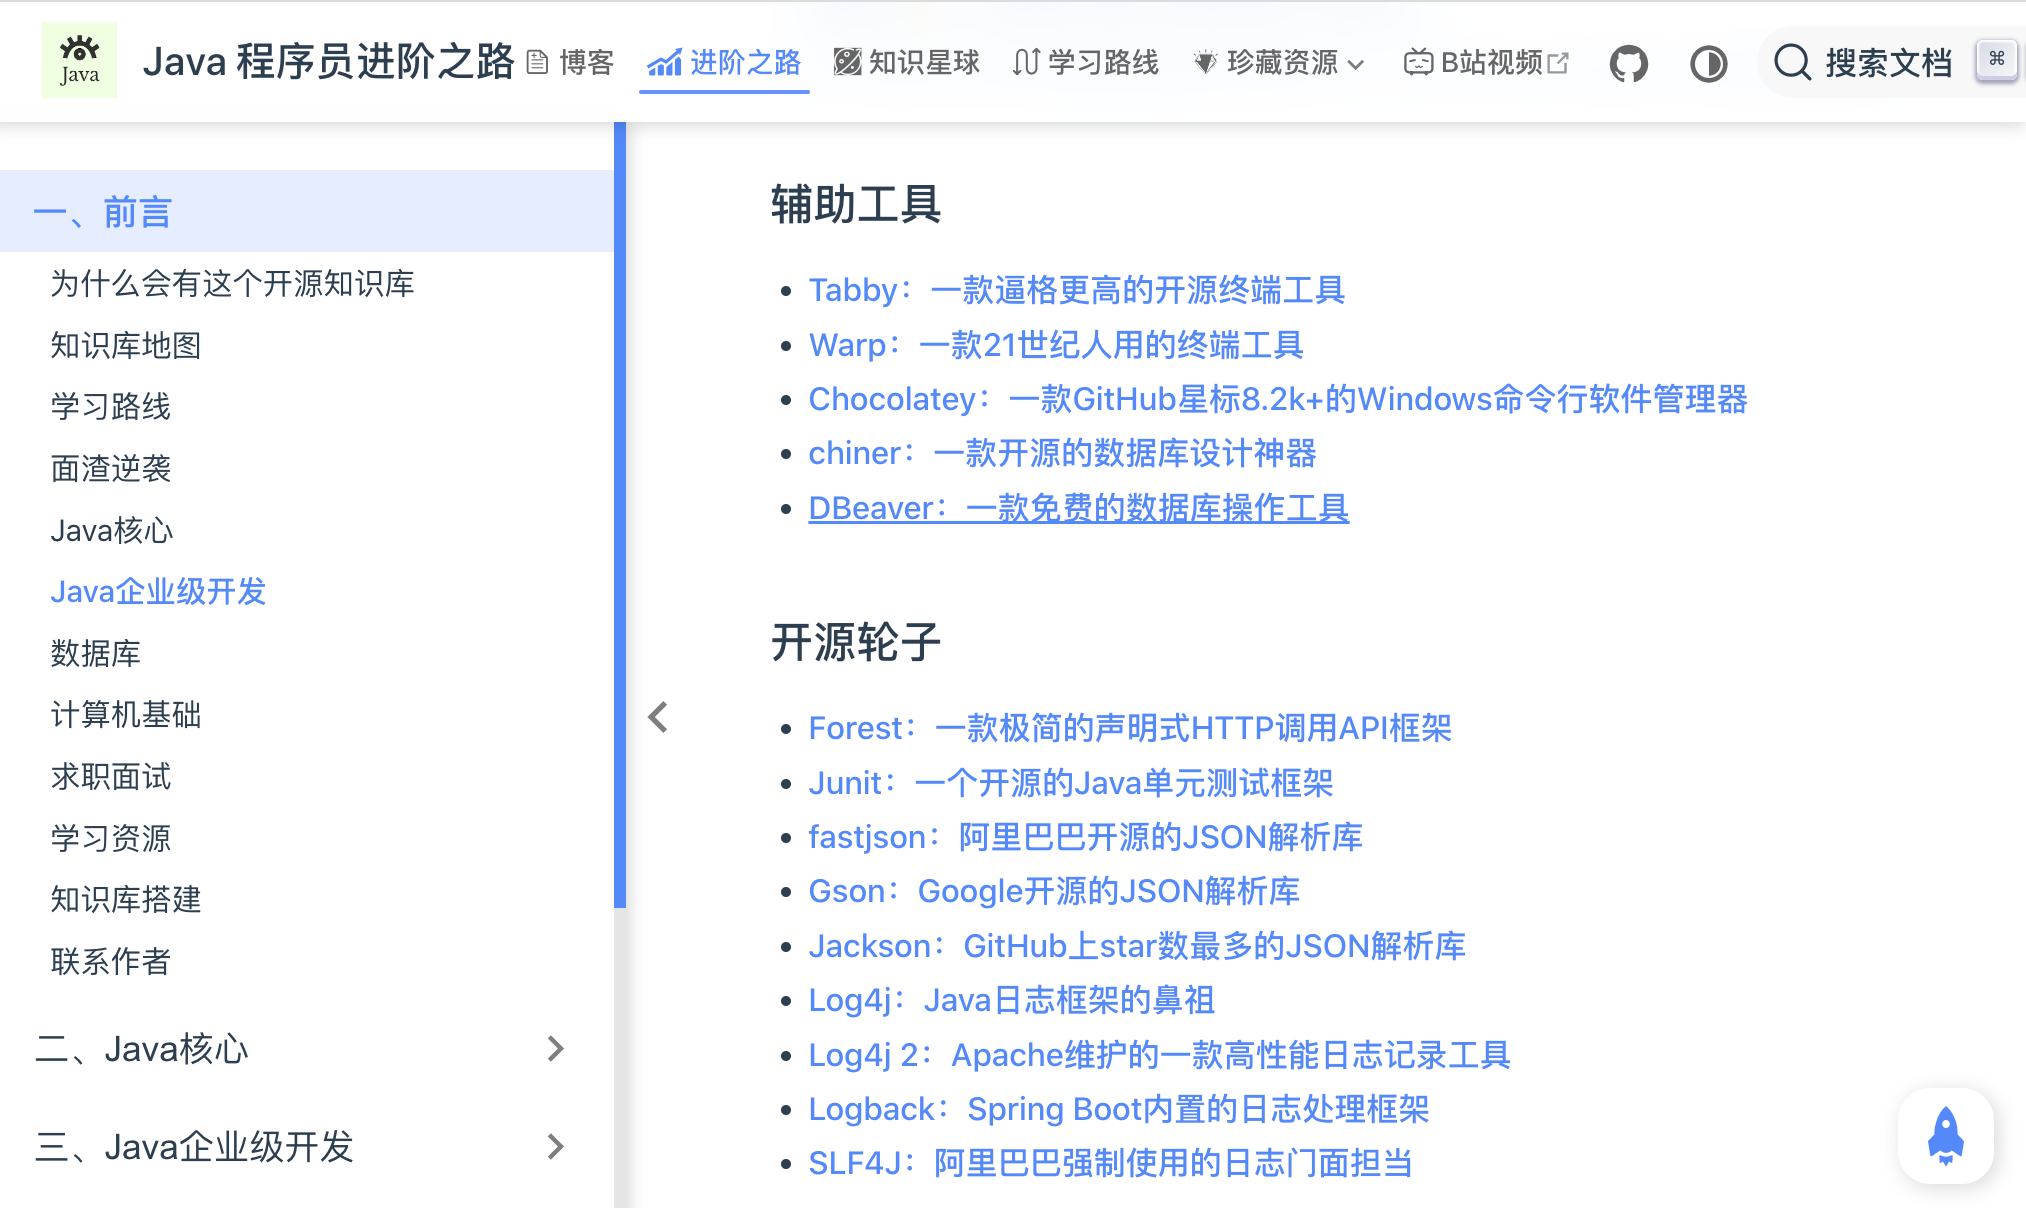 Java
Java 程序员进阶之路
博客
进阶之路
知识星球
学习路线
珍藏资源
B站视频
搜索文档
⌘
一、前言
为什么会有这个开源知识库
知识库地图
学习路线
面渣逆袭
Java核心
Java企业级开发
数据库
计算机基础
求职面试
学习资源
知识库搭建
联系作者
二、Java核心
三、Java企业级开发
辅助工具
Tabby：一款逼格更高的开源终端工具
Warp：一款21世纪人用的终端工具
Chocolatey：一款GitHub星标8.2k+的Windows命令行软件管理器
chiner：一款开源的数据库设计神器
DBeaver：一款免费的数据库操作工具
开源轮子
Forest：一款极简的声明式HTTP调用API框架
Junit：一个开源的Java单元测试框架
fastjson：阿里巴巴开源的JSON解析库
Gson：Google开源的JSON解析库
Jackson：GitHub上star数最多的JSON解析库
Log4j：Java日志框架的鼻祖
Log4j 2：Apache维护的一款高性能日志记录工具
Logback：Spring Boot内置的日志处理框架
SLF4J：阿里巴巴强制使用的日志门面担当